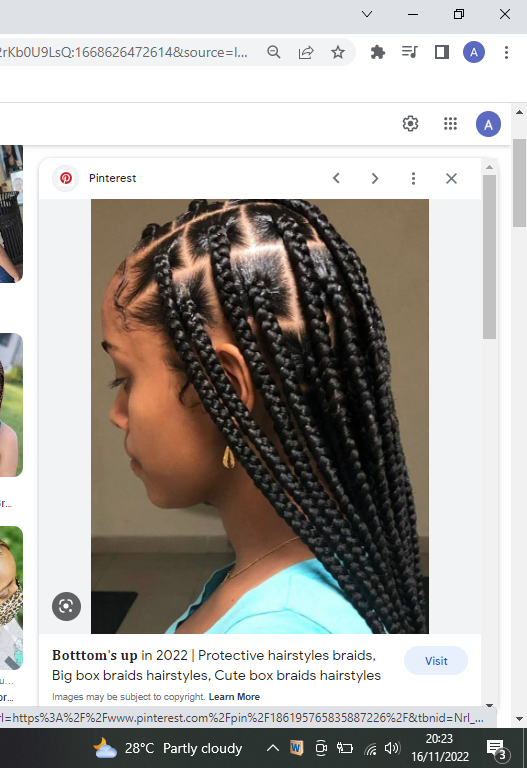 2rKb0U9LsQ:1668626472614&source=l...
A
A
Pinterest
r...
Botttom's up in 2022 | Protective hairstyles braids,
Big box braids hairstyles, Cute box braids hairstyles
Visit
u...
or...
Images may be subject to copyright. Learn More
rl=https%3A%2F%2Fwww.pinterest.com%2Fpin%2F186195765835887226%2F&tbnid=Nrl_...
28°C Partly cloudy
W
20:23
16/11/2022
3